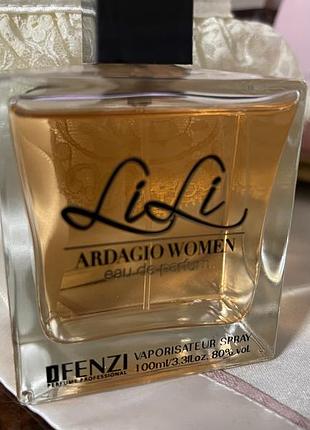 LiLi
ARDAGIO WOMEN
eau de parfum
JFENZI
PERFUME PROFESSIONAL
VAPORISATEUR SPRAY
100ml/3.3fl.oz. 80% vol.